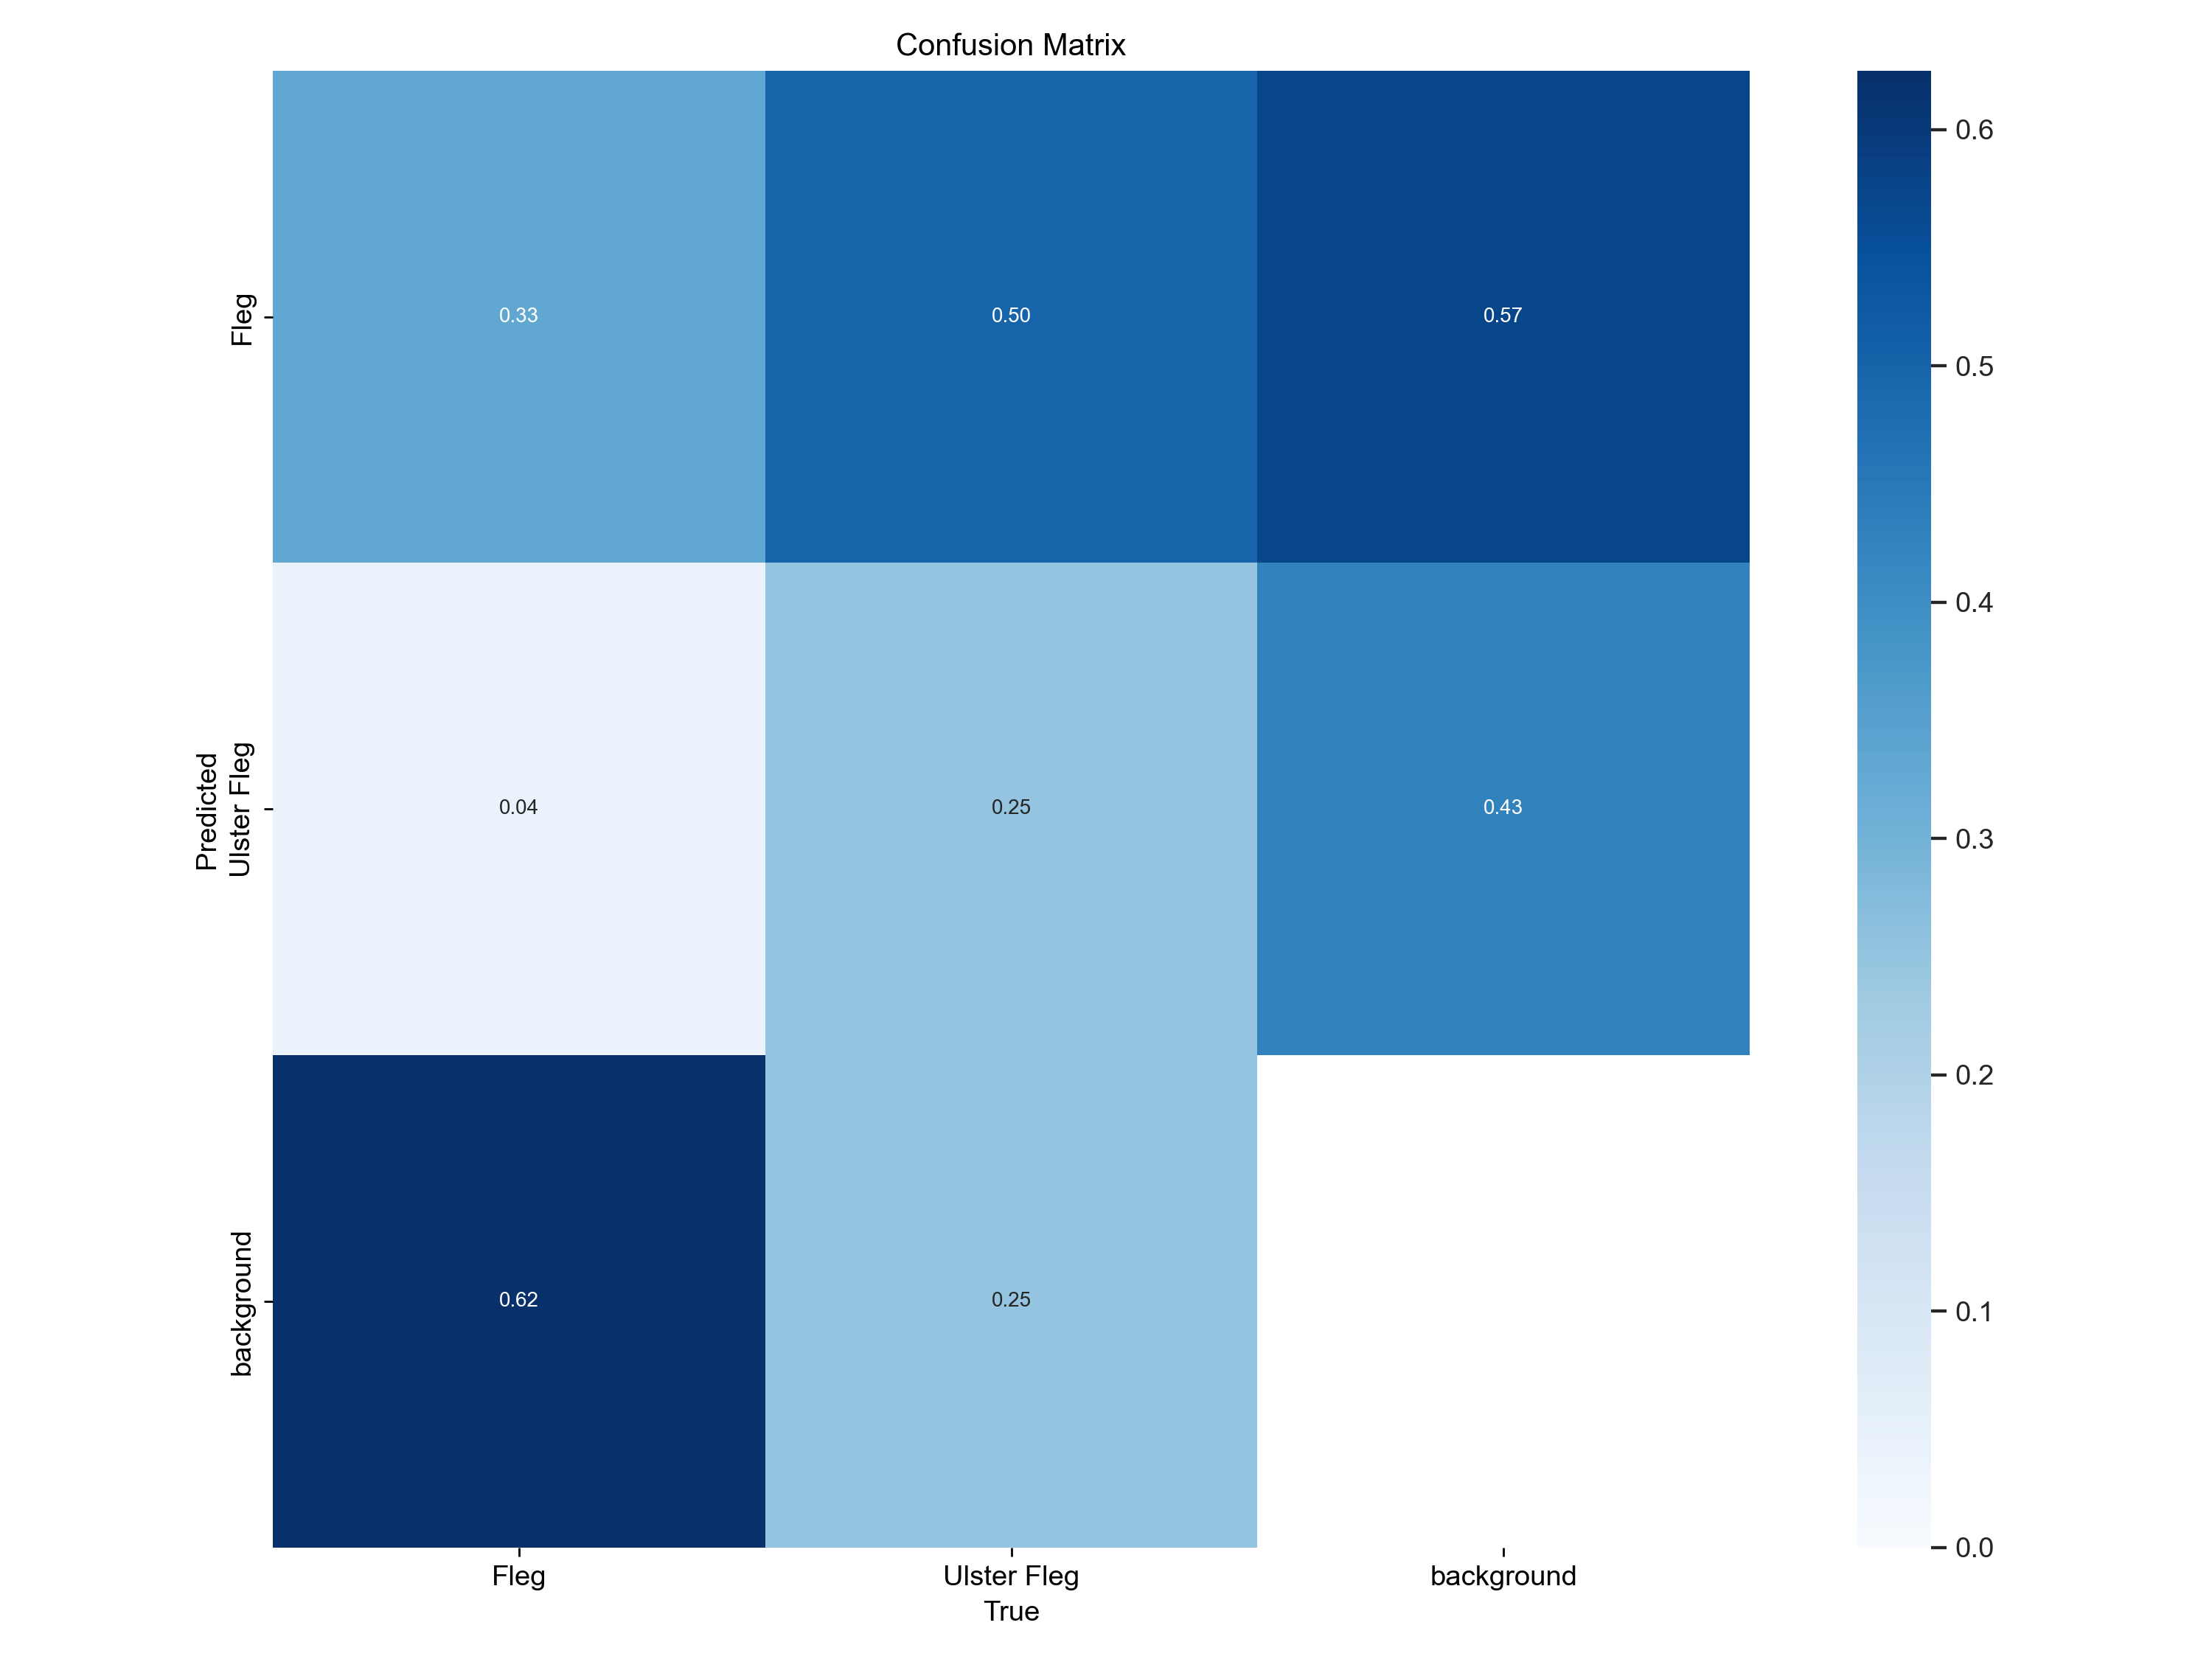 Confusion Matrix
Fleg
0.33
0.50
0.57
Predicted
Ulster Fleg
0.04
0.25
0.43
background
0.62
0.25
Fleg
Ulster Fleg
background
True
0.6
0.5
0.4
0.3
0.2
0.1
0.0